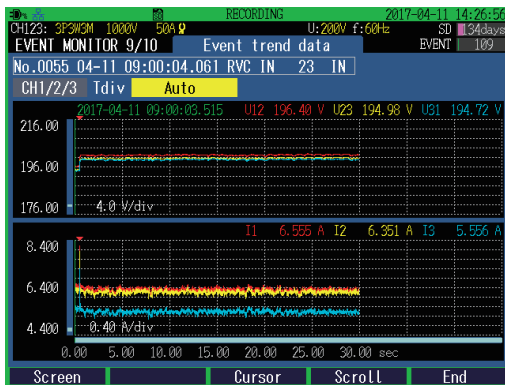 RECORDING 2017-04-11 14:26:56
CH123: 3P3W3M 1000V 50A U:200V f:60Hz SD 134days
EVENT MONITOR 9/10 Event trend data EVENT 109
No.0055 04-11 09:00:04.061 RVC IN 23 IN
CH1/2/3 Tdiv Auto
2017-04-11 09:00:03.515 U12 196.40 V U23 194.98 V U31 194.72 V
216.00
196.00
176.00 4.0 V/div
I1 6.555 A I2 6.351 A I3 5.556 A
8.400
6.400
4.400 0.40 A/div
0.00 5.00 10.00 15.00 20.00 25.00 30.00 sec
Screen Cursor Scroll End